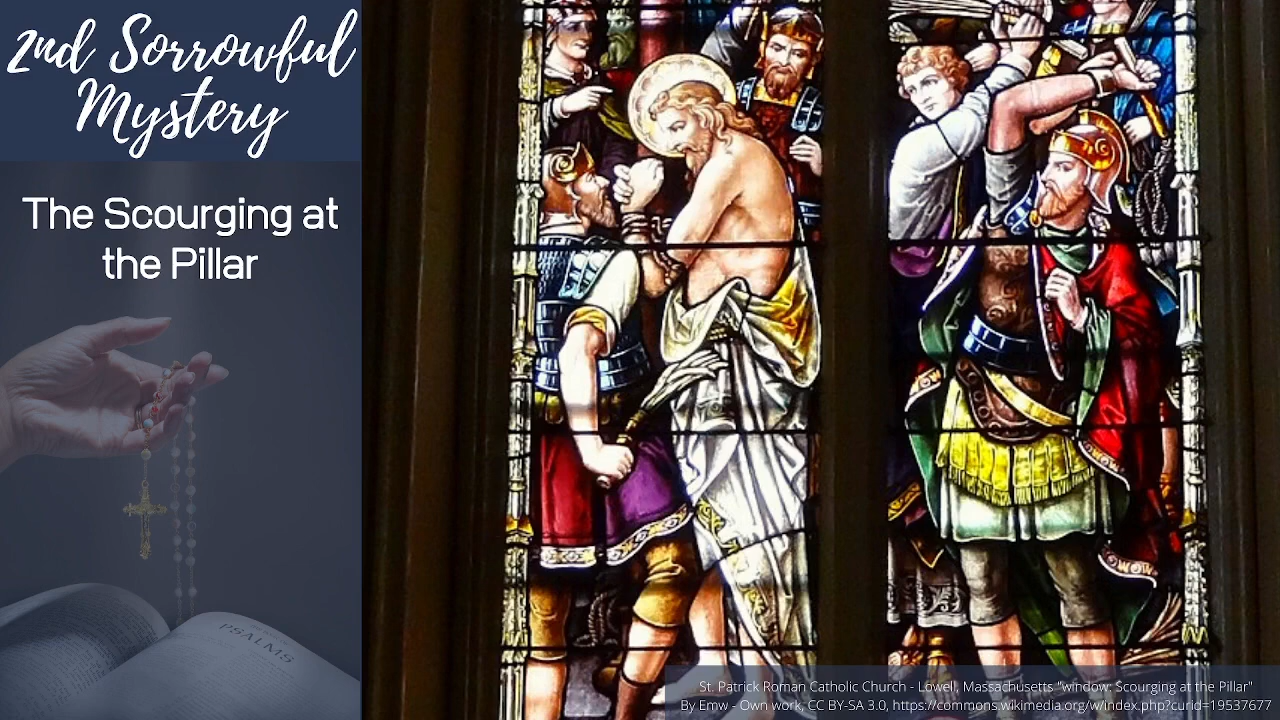 2nd Sorrowful
Mystery
The Scourging at
the Pillar
PSALMS
St. Patrick Roman Catholic Church - Lowell, Massachusetts "window: Scourging at the Pillar"
By Emw - Own work, CC BY-SA 3.0, https://commons.wikimedia.org/w/index.php?curid=19537677